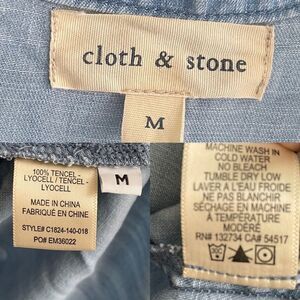 cloth & stone
M
100% TENCEL -
LYOCELL / TENCEL -
LYOCELL
M
MADE IN CHINA
FABRIQUÉ EN CHINE
STYLE# C1824-140-018
PO# EM36022
MACHINE WASH IN
COLD WATER
NO BLEACH
TUMBLE DRY LOW
LAVER À L'EAU FROIDE
NE PAS BLANCHIR
SÉCHAGE EN MACHINE
À TEMPÉRATURE
MODÉRÉ
RN# 132734 CA# 54517